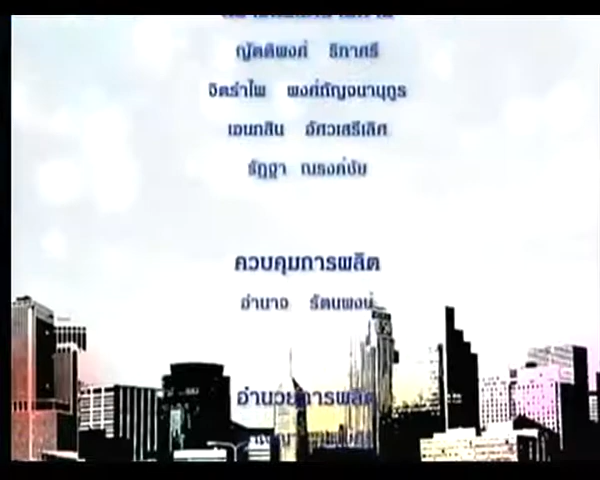 ญัตติพงศ์ ธิกาศรี
จิตรำไพ พงศ์กัญจนานุกูร
เอนกสิน อัศวเสรีเลิศ
ธัฏฐา ณรงค์ชัย
ควบคุมการผลิต
อำนาจ รัตนพงษ์
อำนวยการผลิต